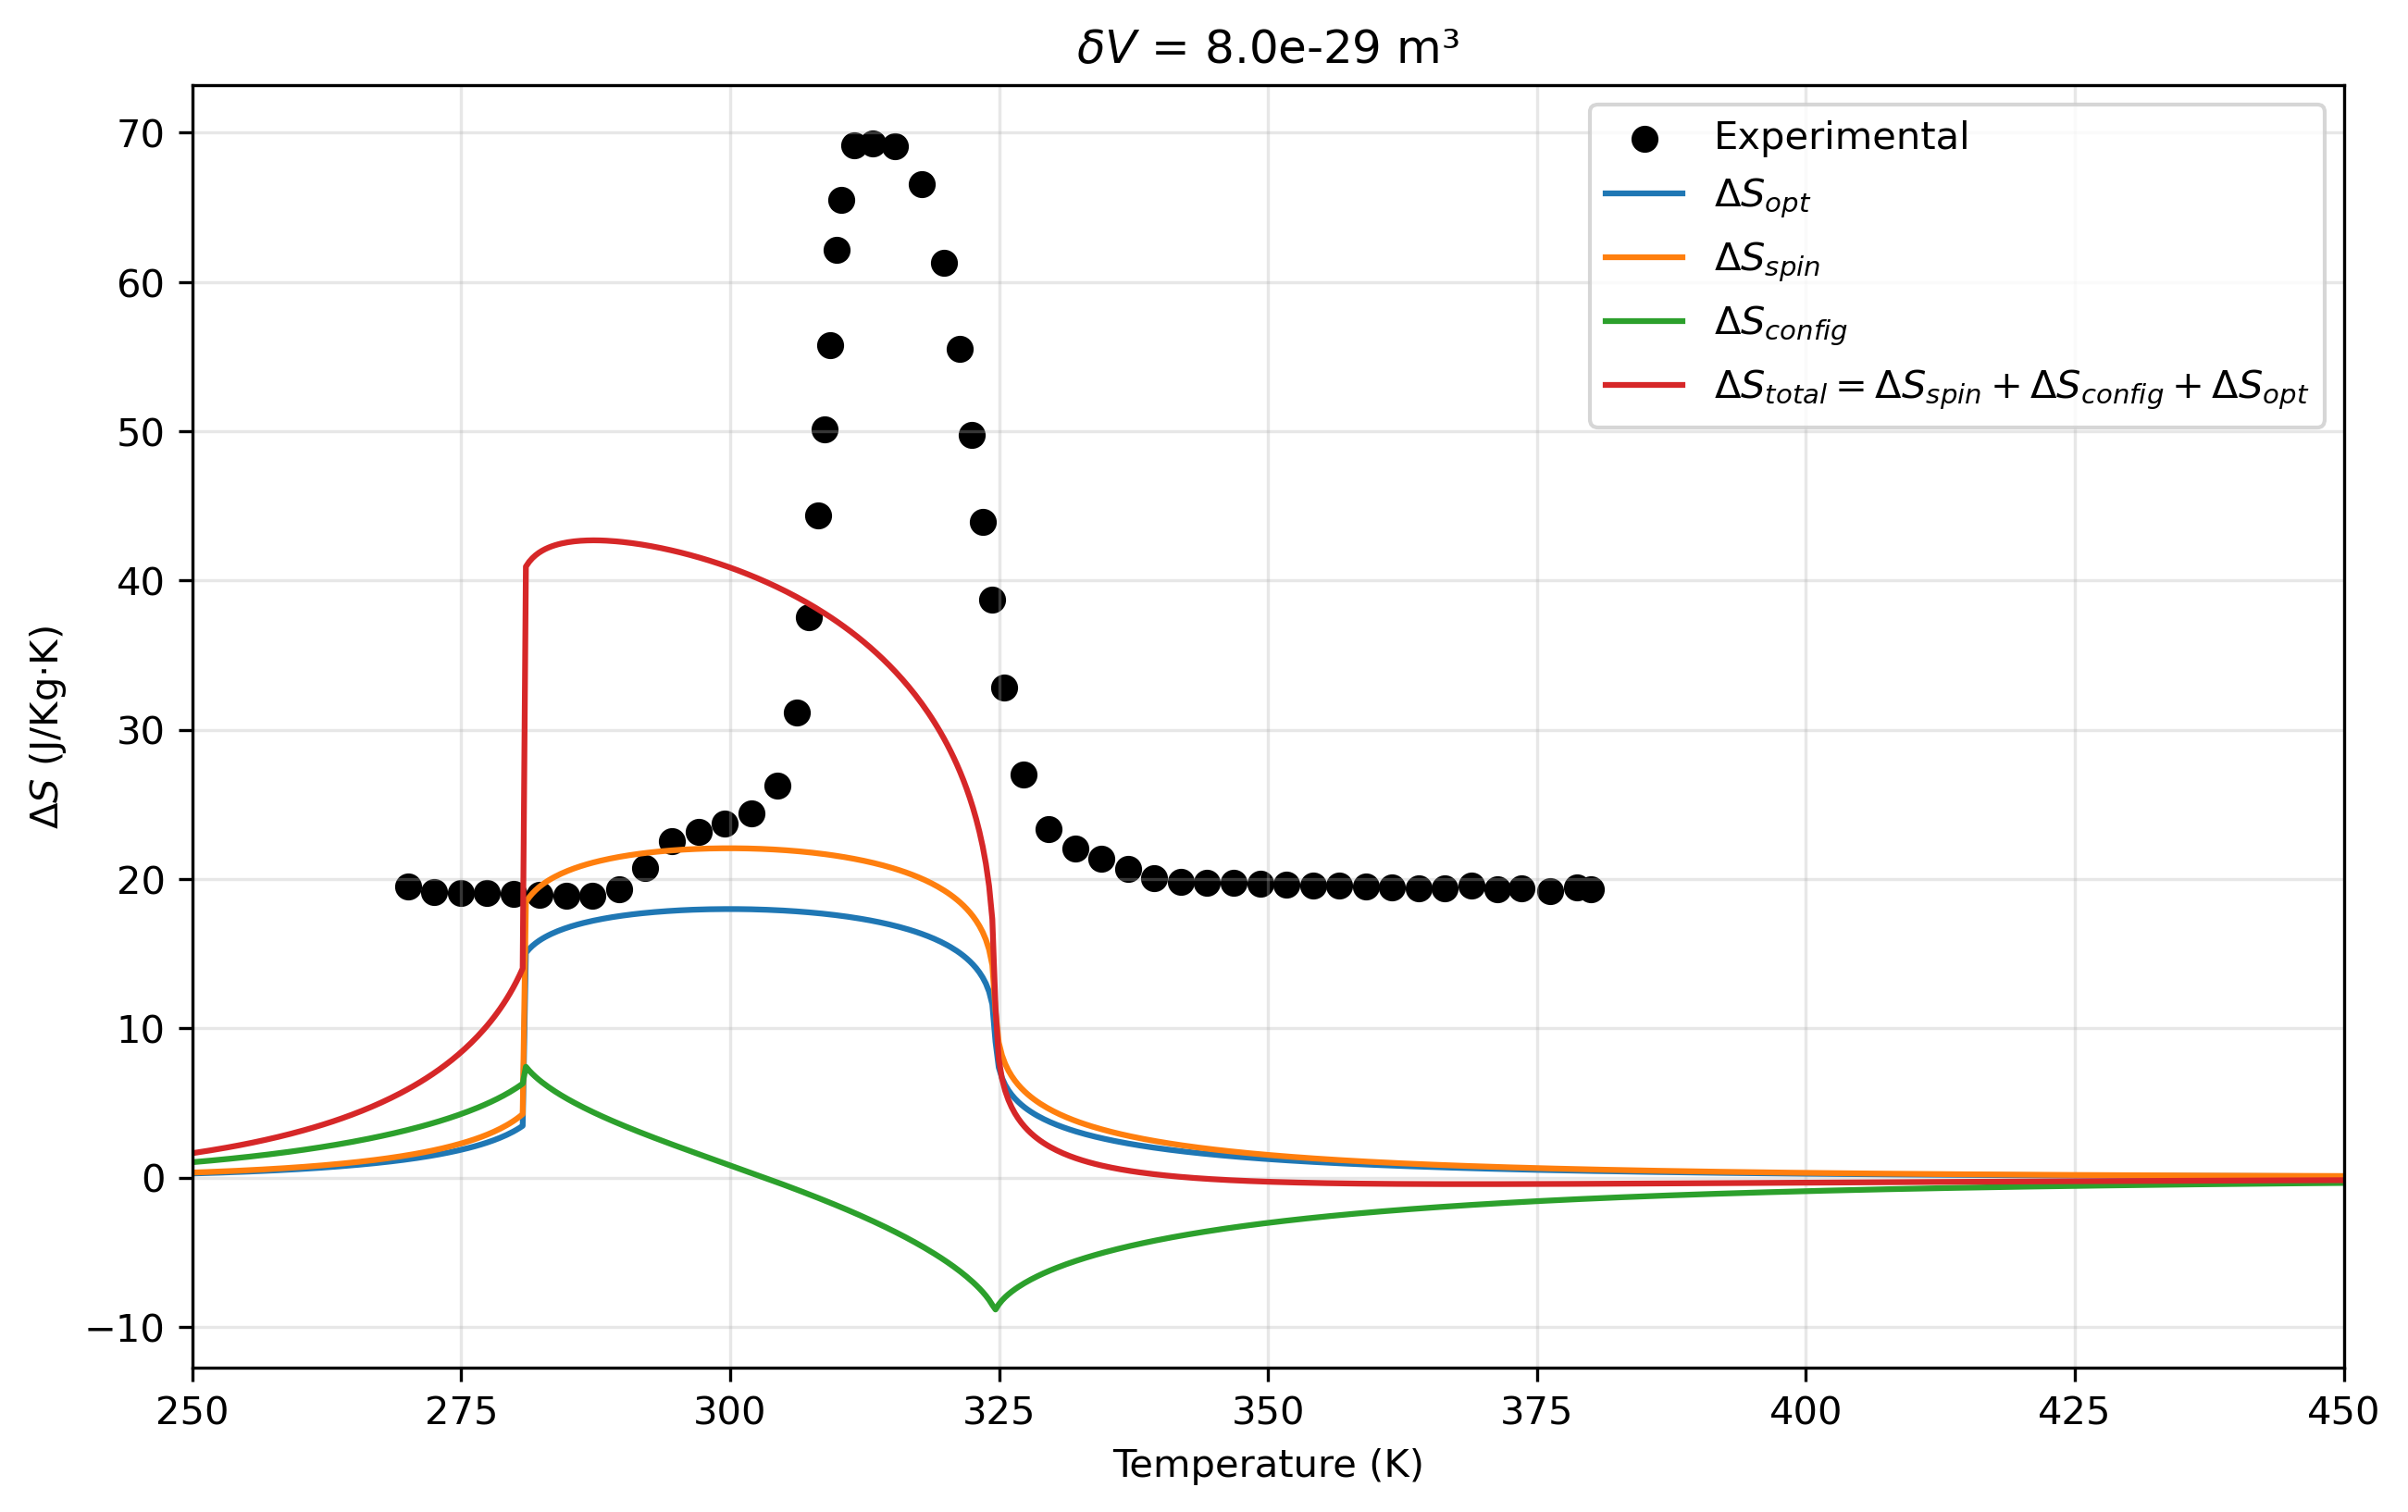 δV = 8.0e-29 m³
ΔS (J/Kg·K)
70
60
50
40
30
20
10
0
−10
Experimental
ΔS_opt
ΔS_spin
ΔS_config
ΔS_total = ΔS_spin + ΔS_config + ΔS_opt
250 275 300 325 350 375 400 425 450
Temperature (K)